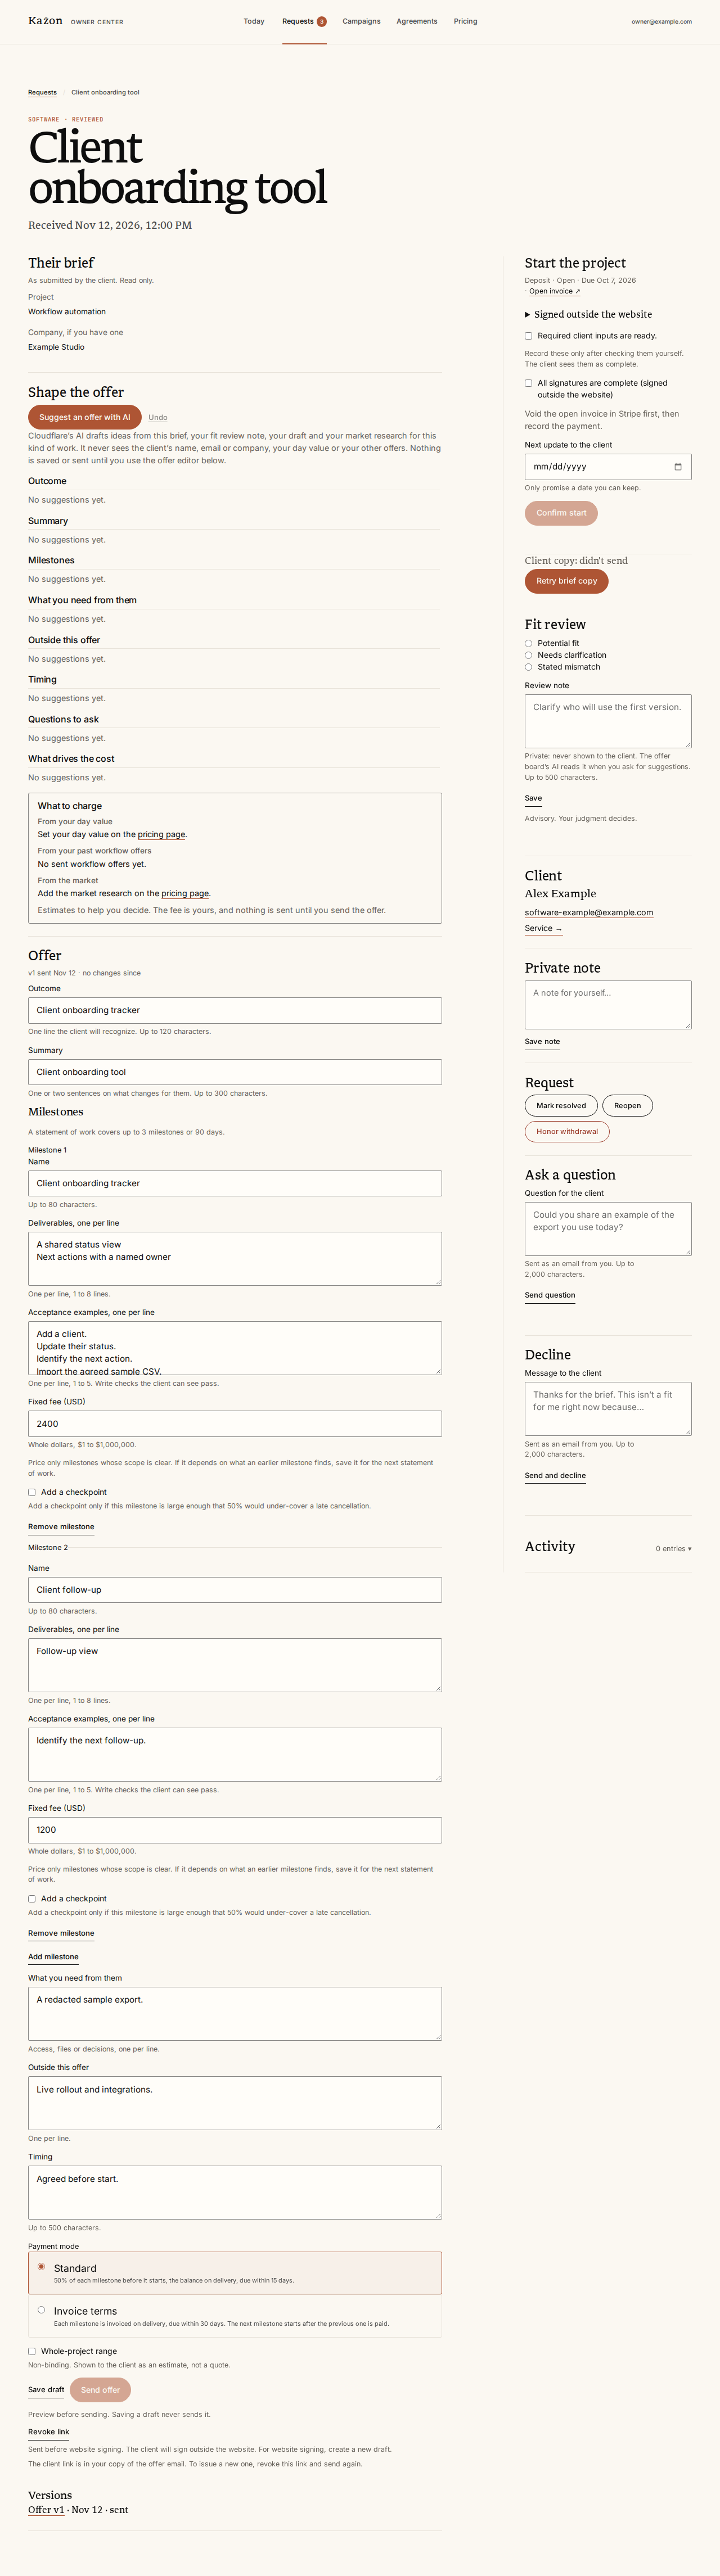 Kazon OWNER CENTER
Today
Requests 3
Campaigns
Agreements
Pricing
owner@example.com
Requests / Client onboarding tool
SOFTWARE · REVIEWED
Client
onboarding tool
Received Nov 12, 2026, 12:00 PM
Their brief
As submitted by the client. Read only.
Project
Workflow automation
Company, if you have one
Example Studio
Shape the offer
Suggest an offer with AI Undo
Cloudflare's AI drafts ideas from this brief, your fit review note, your draft and your market research for this
kind of work. It never sees the client's name, email or company, your day value or your other offers. Nothing
is saved or sent until you use the offer editor below.
Outcome
No suggestions yet.
Summary
No suggestions yet.
Milestones
No suggestions yet.
What you need from them
No suggestions yet.
Outside this offer
No suggestions yet.
Timing
No suggestions yet.
Questions to ask
No suggestions yet.
What drives the cost
No suggestions yet.
What to charge
From your day value
Set your day value on the pricing page.
From your past workflow offers
No sent workflow offers yet.
From the market
Add the market research on the pricing page.
Estimates to help you decide. The fee is yours, and nothing is sent until you send the offer.
Offer
v1 sent Nov 12 · no changes since
Outcome
Client onboarding tracker
One line the client will recognize. Up to 120 characters.
Summary
Client onboarding tool
One or two sentences on what changes for them. Up to 300 characters.
Milestones
A statement of work covers up to 3 milestones or 90 days.
Milestone 1
Name
Client onboarding tracker
Up to 80 characters.
Deliverables, one per line
A shared status view
Next actions with a named owner
One per line, 1 to 8 lines.
Acceptance examples, one per line
Add a client.
Update their status.
Identify the next action.
Import the agreed sample CSV.
One per line, 1 to 5. Write checks the client can see pass.
Fixed fee (USD)
2400
Whole dollars, $1 to $1,000,000.
Price only milestones whose scope is clear. If it depends on what an earlier milestone finds, save it for the next statement
of work.
Add a checkpoint
Add a checkpoint only if this milestone is large enough that 50% would under-cover a late cancellation.
Remove milestone
Milestone 2
Name
Client follow-up
Up to 80 characters.
Deliverables, one per line
Follow-up view
One per line, 1 to 8 lines.
Acceptance examples, one per line
Identify the next follow-up.
One per line, 1 to 5. Write checks the client can see pass.
Fixed fee (USD)
1200
Whole dollars, $1 to $1,000,000.
Price only milestones whose scope is clear. If it depends on what an earlier milestone finds, save it for the next statement
of work.
Add a checkpoint
Add a checkpoint only if this milestone is large enough that 50% would under-cover a late cancellation.
Remove milestone
Add milestone
What you need from them
A redacted sample export.
Access, files or decisions, one per line.
Outside this offer
Live rollout and integrations.
One per line.
Timing
Agreed before start.
Up to 500 characters.
Payment mode
Standard
50% of each milestone before it starts, the balance on delivery, due within 15 days.
Invoice terms
Each milestone is invoiced on delivery, due within 30 days. The next milestone starts after the previous one is paid.
Whole-project range
Non-binding. Shown to the client as an estimate, not a quote.
Save draft Send offer
Preview before sending. Saving a draft never sends it.
Revoke link
Sent before website signing. The client will sign outside the website. For website signing, create a new draft.
The client link is in your copy of the offer email. To issue a new one, revoke this link and send again.
Versions
Offer v1 · Nov 12 · sent
Start the project
Deposit · Open · Due Oct 7, 2026
· Open invoice ↗
▶ Signed outside the website
Required client inputs are ready.
Record these only after checking them yourself.
The client sees them as complete.
All signatures are complete (signed
outside the website)
Void the open invoice in Stripe first, then
record the payment.
Next update to the client
mm/dd/yyyy
Only promise a date you can keep.
Confirm start
Client copy: didn't send
Retry brief copy
Fit review
Potential fit
Needs clarification
Stated mismatch
Review note
Clarify who will use the first version.
Private: never shown to the client. The offer
board's AI reads it when you ask for suggestions.
Up to 500 characters.
Save
Advisory. Your judgment decides.
Client
Alex Example
software-example@example.com
Service →
Private note
A note for yourself…
Save note
Request
Mark resolved Reopen
Honor withdrawal
Ask a question
Question for the client
Could you share an example of the
export you use today?
Sent as an email from you. Up to
2,000 characters.
Send question
Decline
Message to the client
Thanks for the brief. This isn't a fit
for me right now because…
Sent as an email from you. Up to
2,000 characters.
Send and decline
Activity 0 entries ▾